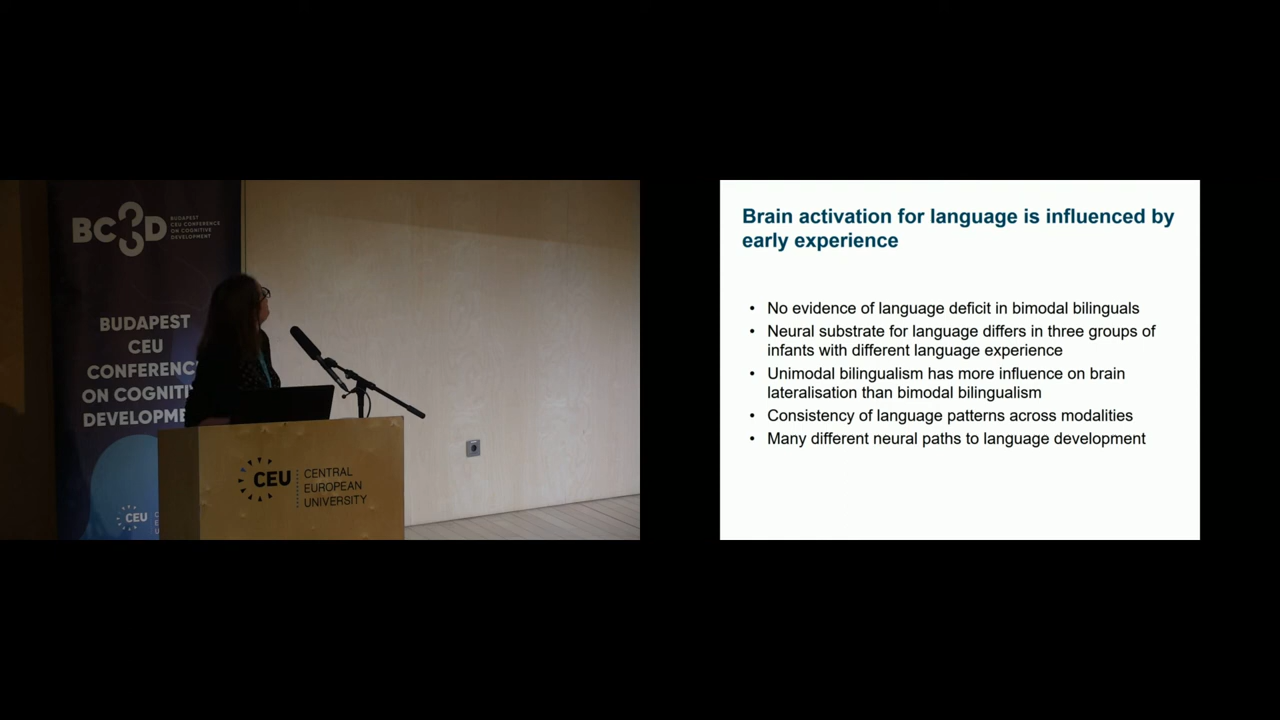 BC3D
BUDAPEST
CEU CONFERENCE
ON COGNITIVE
DEVELOPMENT
BUDAPEST
CEU
CONFERENC
ON COGNITI
DEVELOPME
CEU
CEU
CENTRAL
EUROPEAN
UNIVERSITY
Brain activation for language is influenced by
early experience
• No evidence of language deficit in bimodal bilinguals
• Neural substrate for language differs in three groups of
infants with different language experience
• Unimodal bilingualism has more influence on brain
lateralisation than bimodal bilingualism
• Consistency of language patterns across modalities
• Many different neural paths to language development